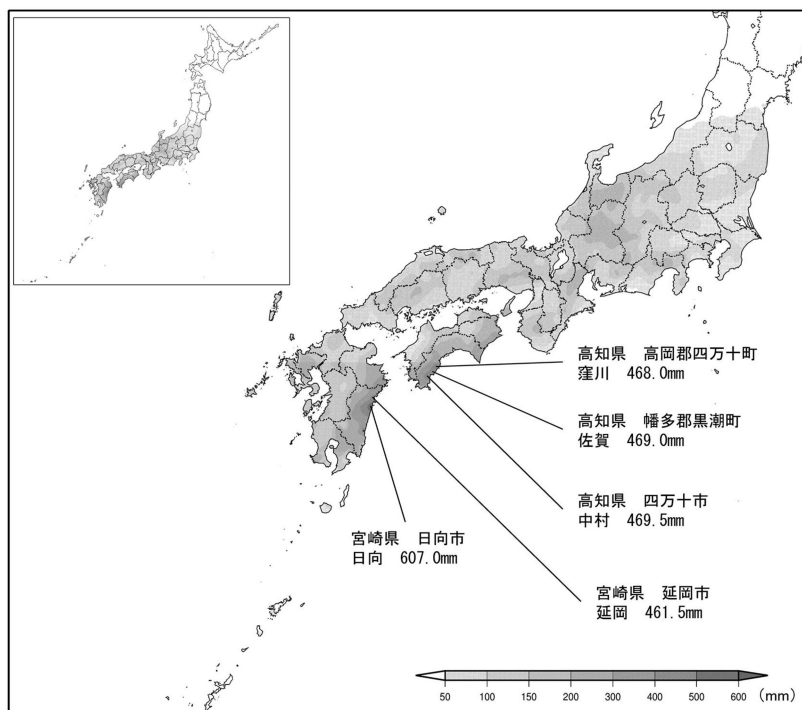 高知県　高岡郡四万十町
窪川　468.0mm
高知県　幡多郡黒潮町
佐賀　469.0mm
高知県　四万十市
中村　469.5mm
宮崎県　日向市
日向　607.0mm
宮崎県　延岡市
延岡　461.5mm
50 100 150 200 300 400 500 600 (mm)